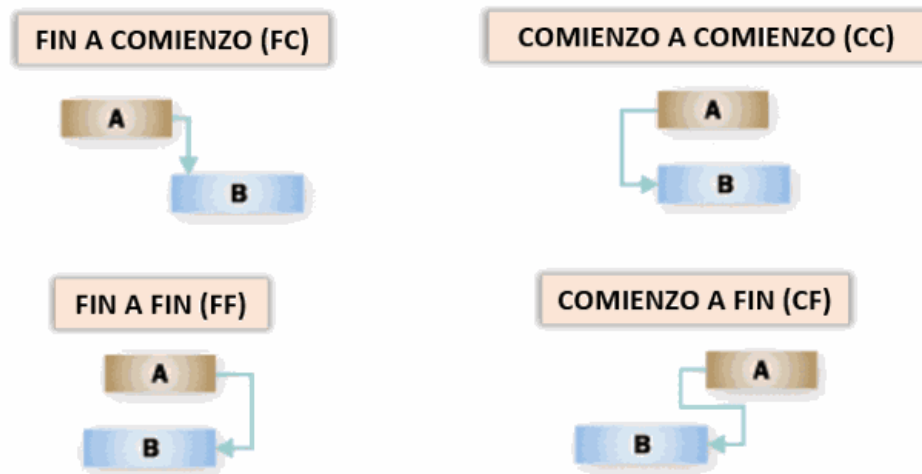 FIN A COMIENZO (FC)
A
B
COMIENZO A COMIENZO (CC)
A
B
FIN A FIN (FF)
A
B
COMIENZO A FIN (CF)
A
B